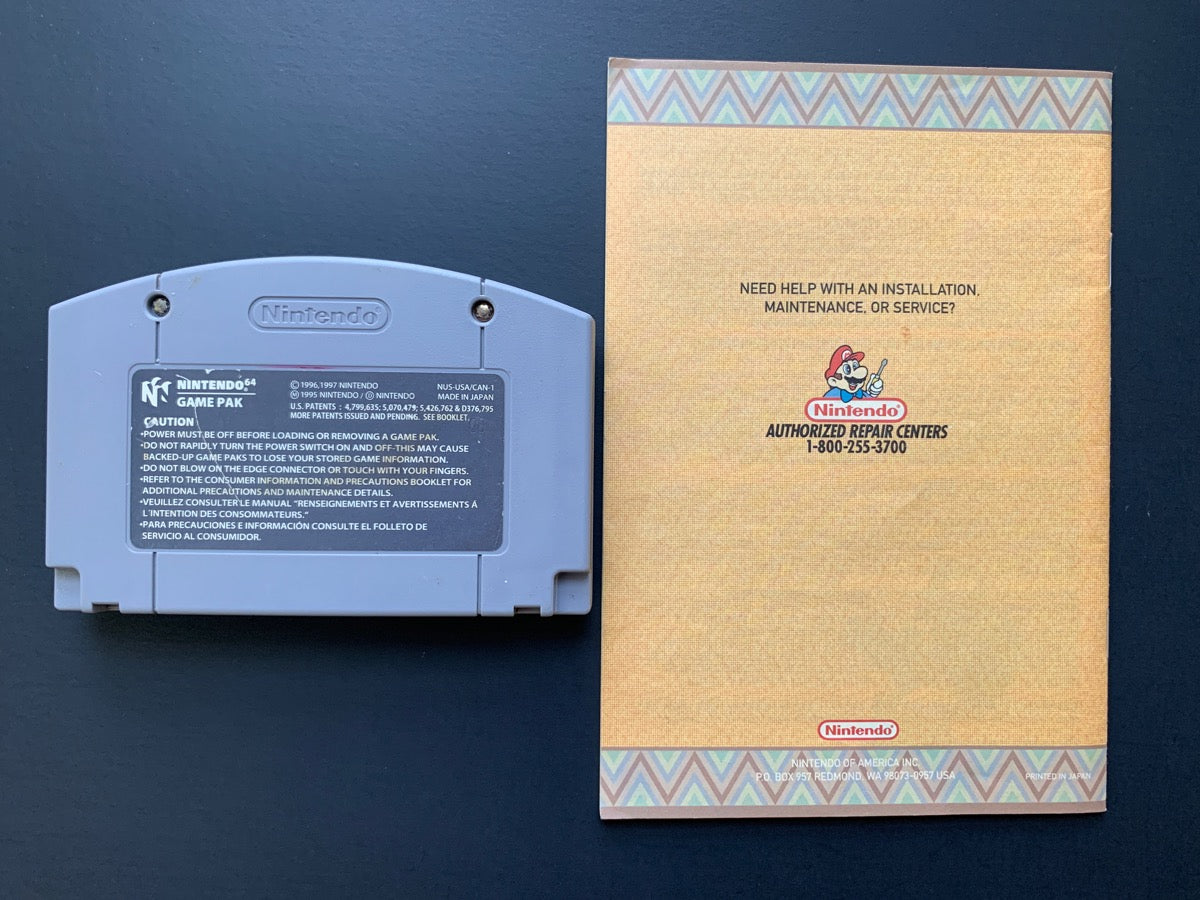 Nintendo
NINTENDO 64
GAME PAK
©1996,1997 NINTENDO
Ⓜ 1995 NINTENDO / Ⓓ NINTENDO
NUS-USA/CAN-1
MADE IN JAPAN
U.S. PATENTS : 4,799,635; 5,070,479; 5,426,762 & D376,795
MORE PATENTS ISSUED AND PENDING. SEE BOOKLET.
CAUTION
•POWER MUST BE OFF BEFORE LOADING OR REMOVING A GAME PAK.
•DO NOT RAPIDLY TURN THE POWER SWITCH ON AND OFF-THIS MAY CAUSE
BACKED-UP GAME PAKS TO LOSE YOUR STORED GAME INFORMATION.
•DO NOT BLOW ON THE EDGE CONNECTOR OR TOUCH WITH YOUR FINGERS.
•REFER TO THE CONSUMER INFORMATION AND PRECAUTIONS BOOKLET FOR
ADDITIONAL PRECAUTIONS AND MAINTENANCE DETAILS.
•VEUILLEZ CONSULTER LE MANUAL "RENSEIGNEMENTS ET AVERTISSEMENTS Á
L'INTENTION DES CONSOMMATEURS."
•PARA PRECAUCIONES E INFORMACIÓN CONSULTE EL FOLLETO DE
SERVICIO AL CONSUMIDOR.
NEED HELP WITH AN INSTALLATION,
MAINTENANCE, OR SERVICE?
Nintendo®
AUTHORIZED REPAIR CENTERS
1-800-255-3700
Nintendo®
NINTENDO OF AMERICA INC.
P.O. BOX 957 REDMOND, WA 98073-0957 USA
PRINTED IN JAPAN